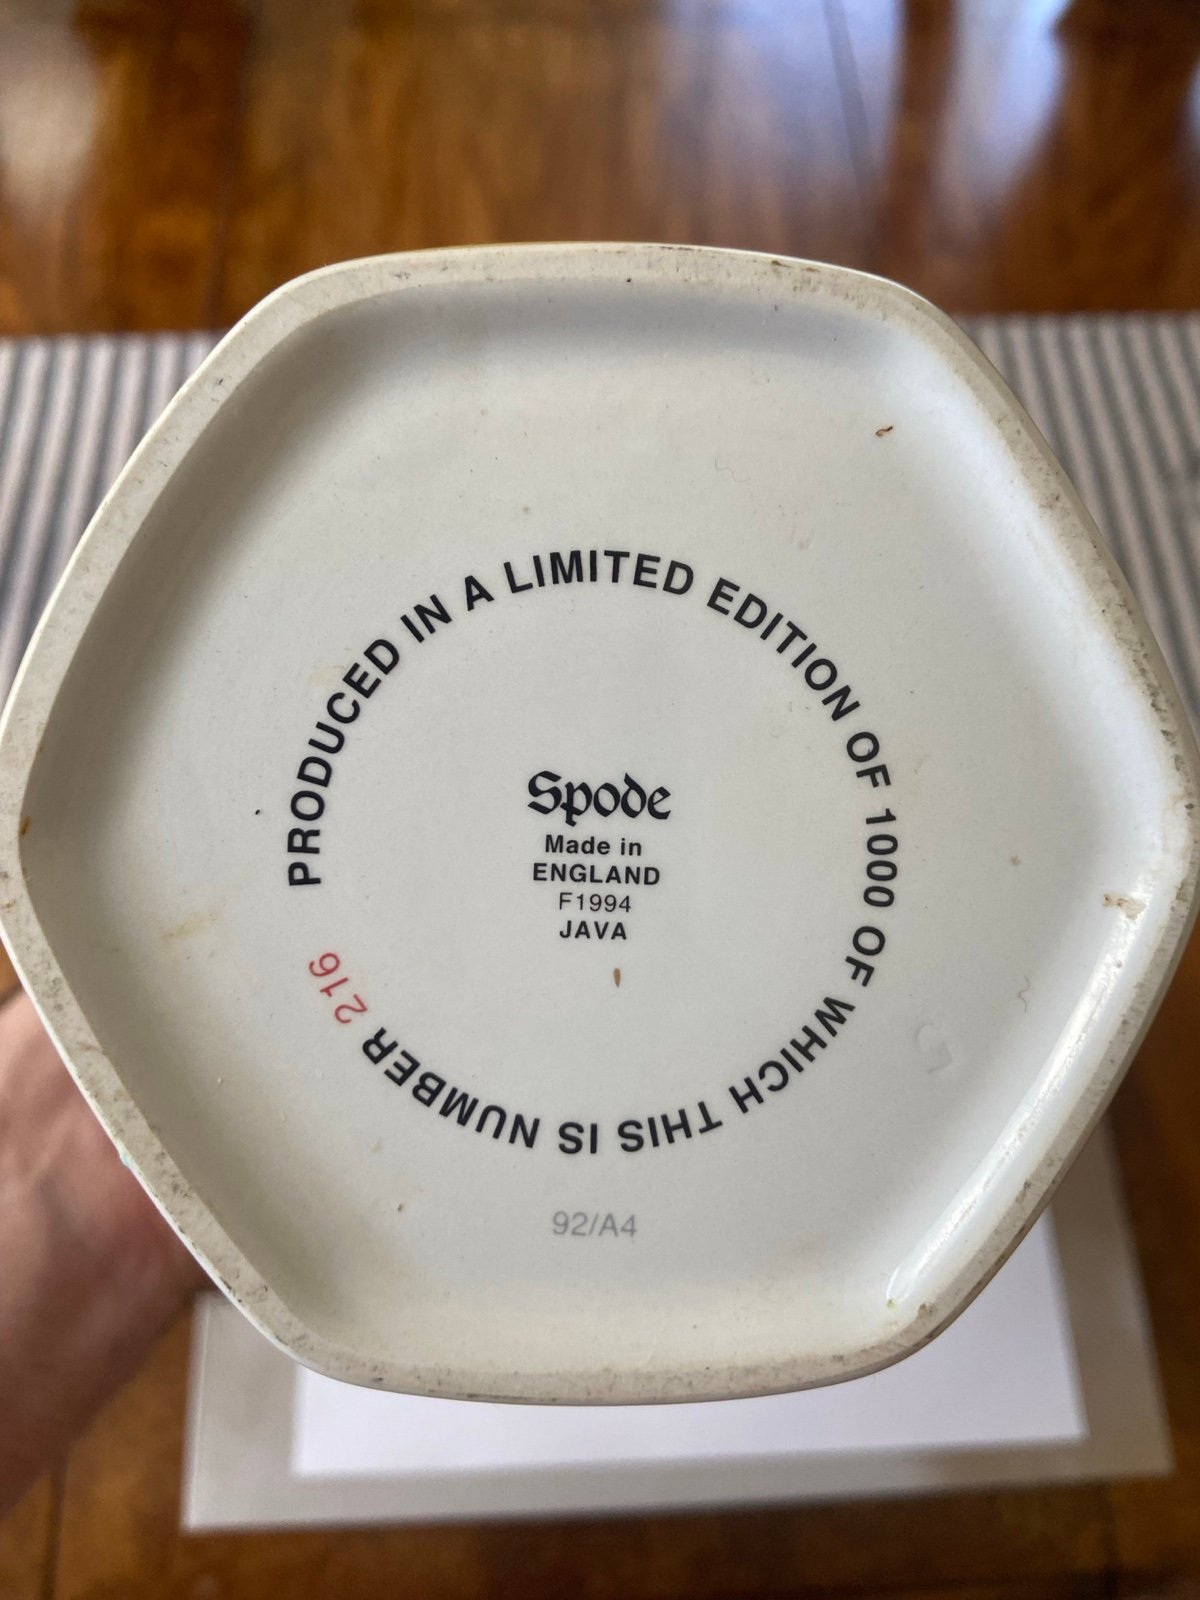 PRODUCED IN A LIMITED EDITION OF 1000 OF WHICH THIS IS NUMBER 216
Spode
Made in
ENGLAND
F1994
JAVA
92/A4